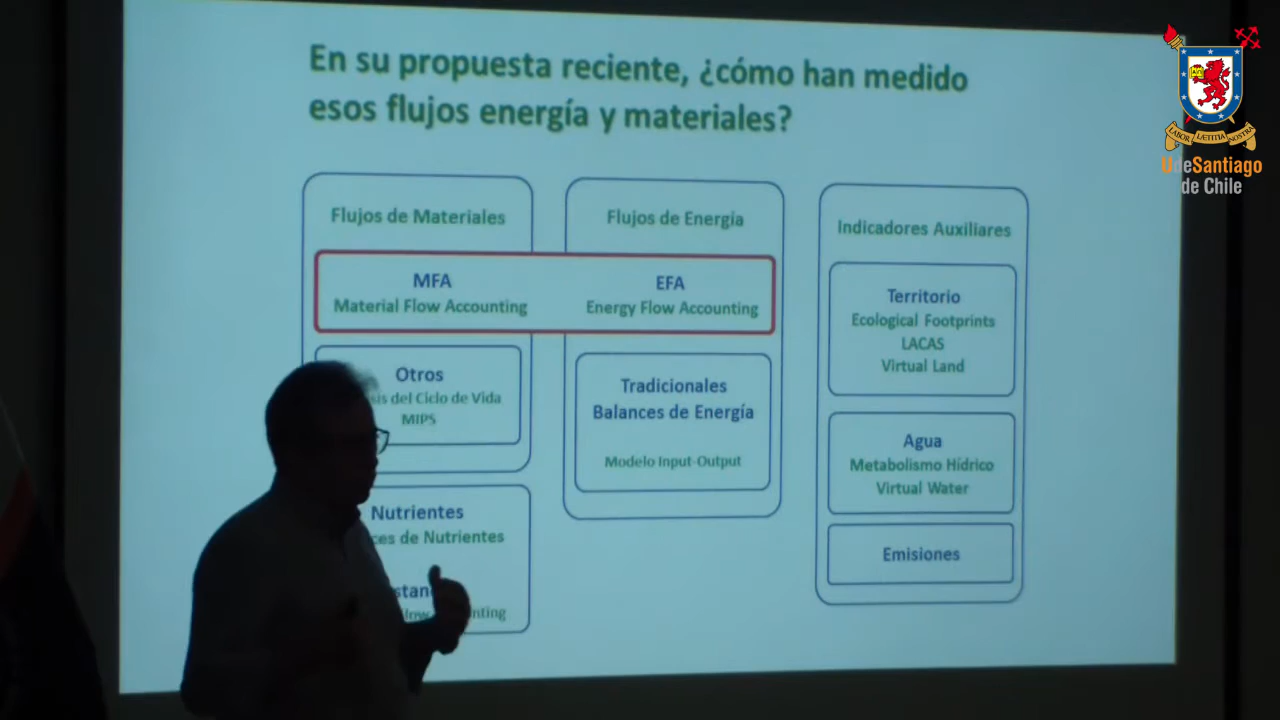 En su propuesta reciente, ¿cómo han medido
esos flujos energía y materiales?
Flujos de Materiales
MFA
Material Flow Accounting
Otros
del Ciclo de Vida
MIPS
Nutrientes
de Nutrientes
Flujos de Energía
EFA
Energy Flow Accounting
Tradicionales
Balances de Energía
Modelo Input-Output
Indicadores Auxiliares
Territorio
Ecological Footprints
LACAS
Virtual Land
Agua
Metabolismo Hídrico
Virtual Water
Emisiones
LABOR LÆTITIA NOSTRA
UdeSantiago
de Chile